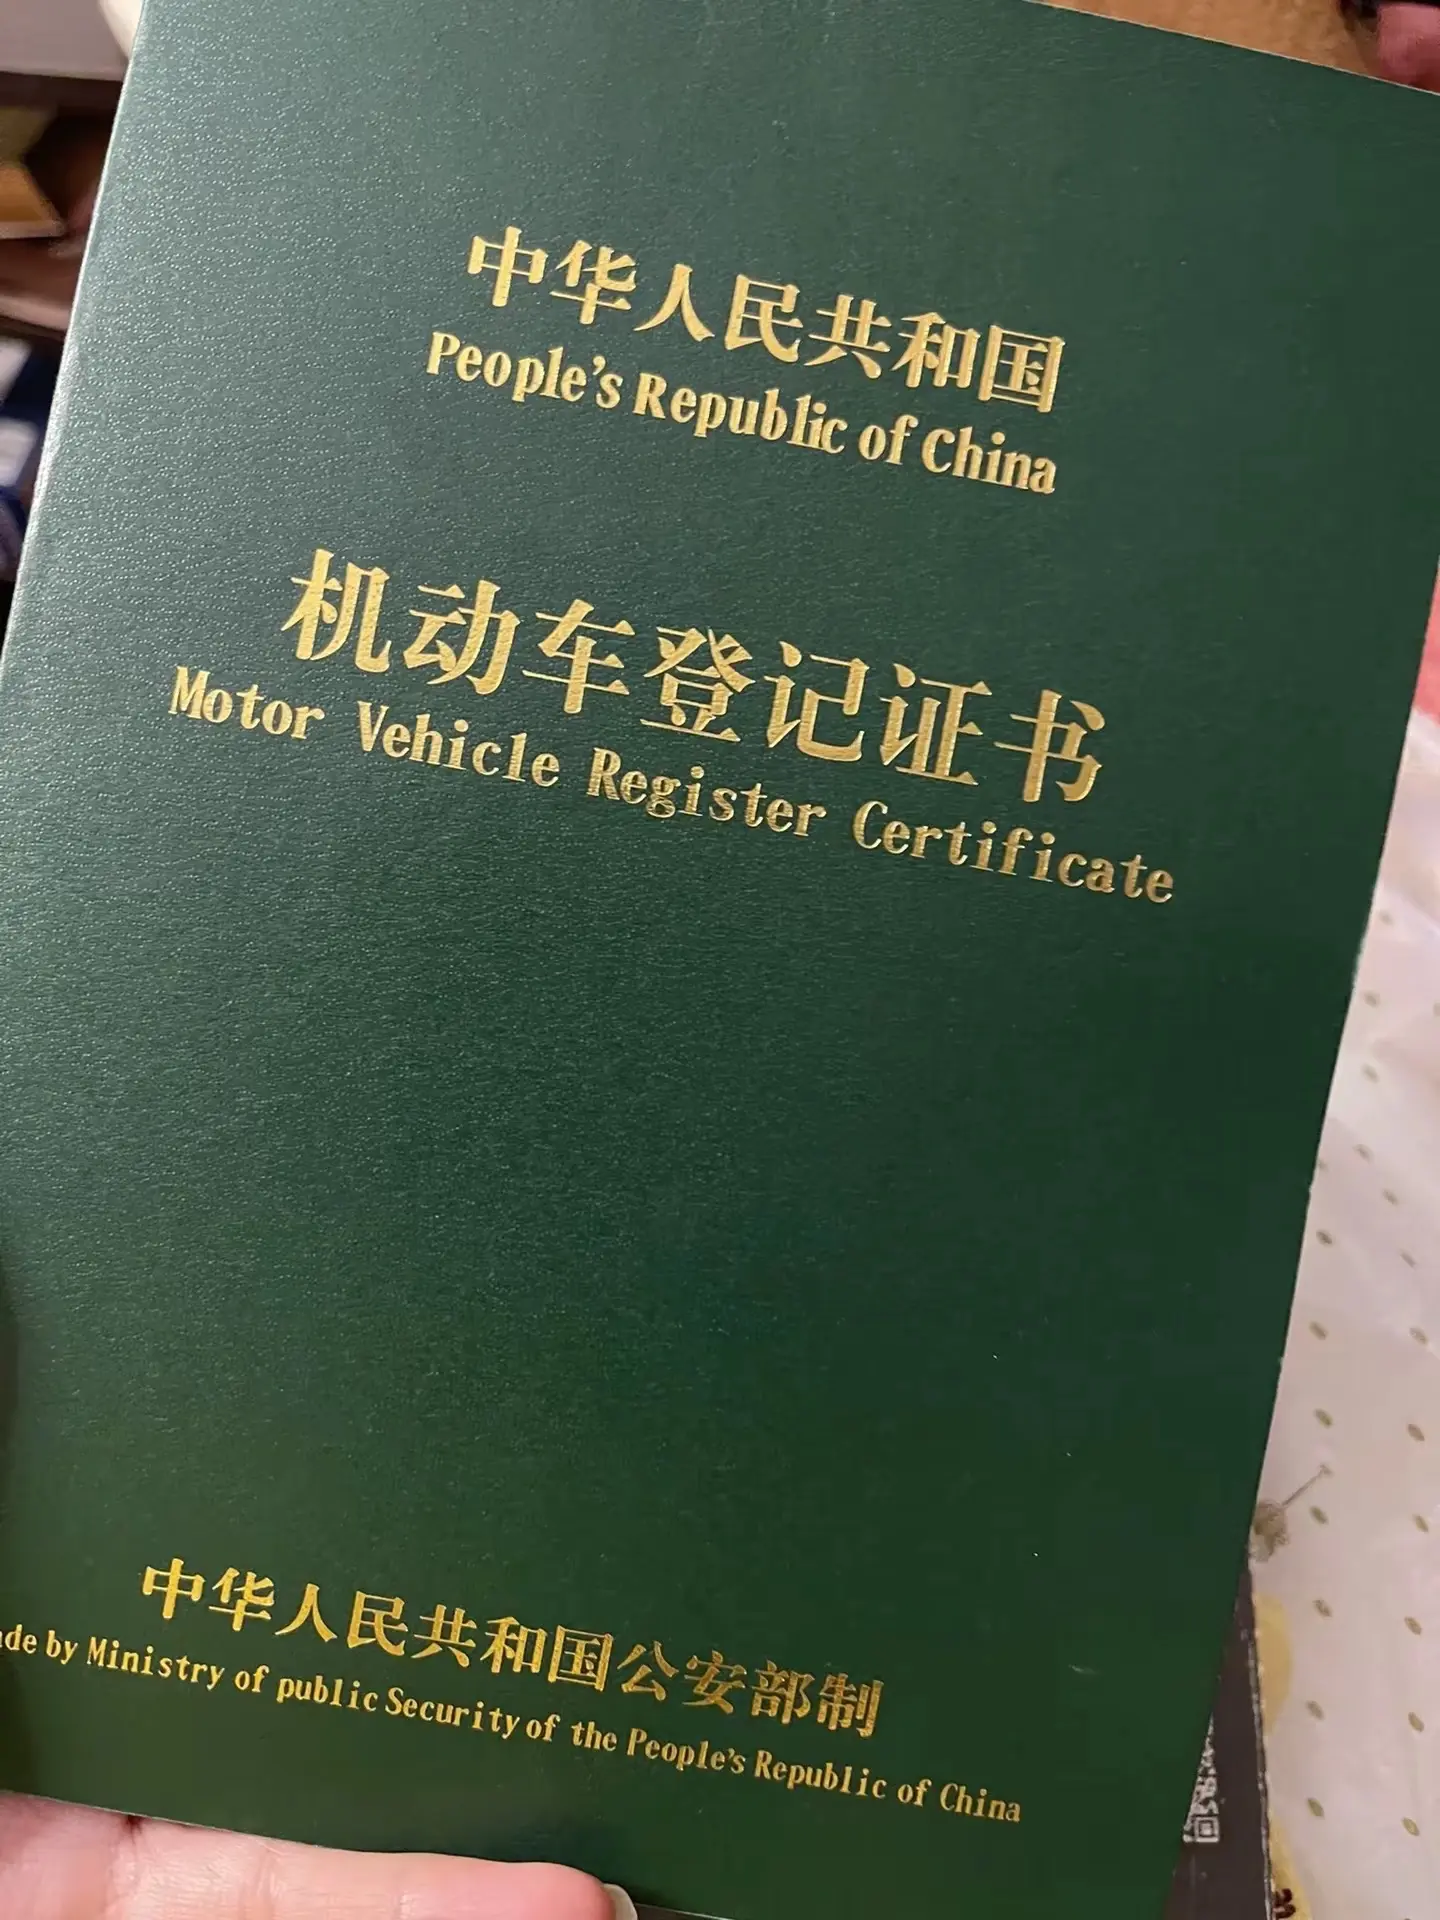 中华人民共和国
People's Republic of China
机动车登记证书
Motor Vehicle Register Certificate
中华人民共和国公安部制
by Ministry of public Security of the People's Republic of China